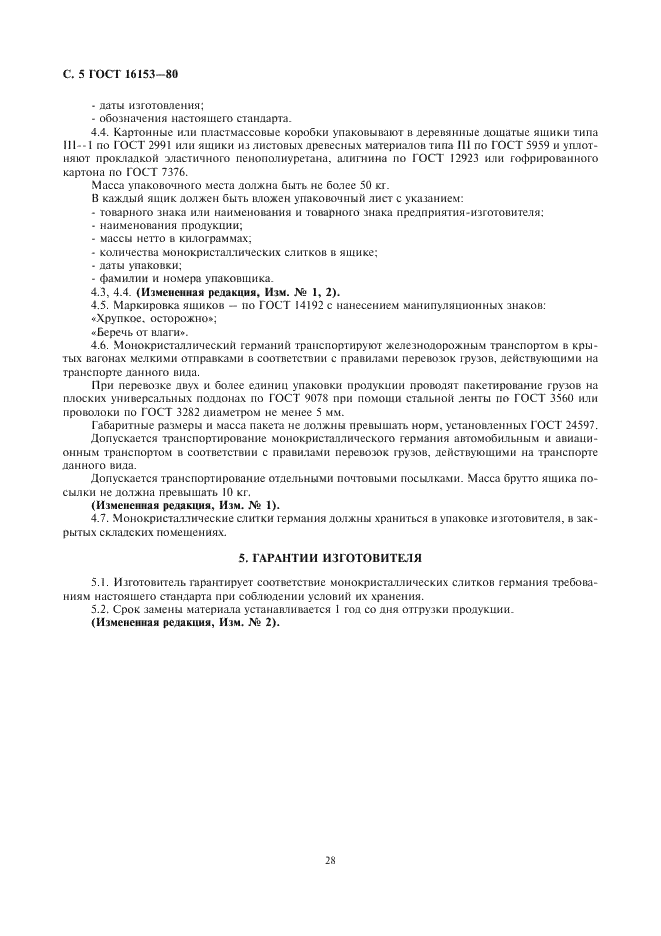 С. 5 ГОСТ 16153—80
- даты изготовления;
- обозначения настоящего стандарта.
4.4. Картонные или пластмассовые коробки упаковывают в деревянные дощатые ящики типа
III--1 по ГОСТ 2991 или ящики из листовых древесных материалов типа III по ГОСТ 5959 и уплот-
няют прокладкой эластичного пенополиуретана, алигнина по ГОСТ 12923 или гофрированного
картона по ГОСТ 7376.
Масса упаковочного места должна быть не более 50 кг.
В каждый ящик должен быть вложен упаковочный лист с указанием:
- товарного знака или наименования и товарного знака предприятия-изготовителя;
- наименования продукции;
- массы нетто в килограммах;
- количества монокристаллических слитков в ящике;
- даты упаковки;
- фамилии и номера упаковщика.
4.3, 4.4. (Измененная редакция, Изм. № 1, 2).
4.5. Маркировка ящиков — по ГОСТ 14192 с нанесением манипуляционных знаков:
«Хрупкое, осторожно»;
«Беречь от влаги».
4.6. Монокристаллический германий транспортируют железнодорожным транспортом в кры-
тых вагонах мелкими отправками в соответствии с правилами перевозок грузов, действующими на
транспорте данного вида.
При перевозке двух и более единиц упаковки продукции проводят пакетирование грузов на
плоских универсальных поддонах по ГОСТ 9078 при помощи стальной ленты по ГОСТ 3560 или
проволоки по ГОСТ 3282 диаметром не менее 5 мм.
Габаритные размеры и масса пакета не должны превышать норм, установленных ГОСТ 24597.
Допускается транспортирование монокристаллического германия автомобильным и авиаци-
онным транспортом в соответствии с правилами перевозок грузов, действующими на транспорте
данного вида.
Допускается транспортирование отдельными почтовыми посылками. Масса брутто ящика по-
сылки не должна превышать 10 кг.
(Измененная редакция, Изм. № 1).
4.7. Монокристаллические слитки германия должны храниться в упаковке изготовителя, в зак-
рытых складских помещениях.
5. ГАРАНТИИ ИЗГОТОВИТЕЛЯ
5.1. Изготовитель гарантирует соответствие монокристаллических слитков германия требова-
ниям настоящего стандарта при соблюдении условий их хранения.
5.2. Срок замены материала устанавливается 1 год со дня отгрузки продукции.
(Измененная редакция, Изм. № 2).
28